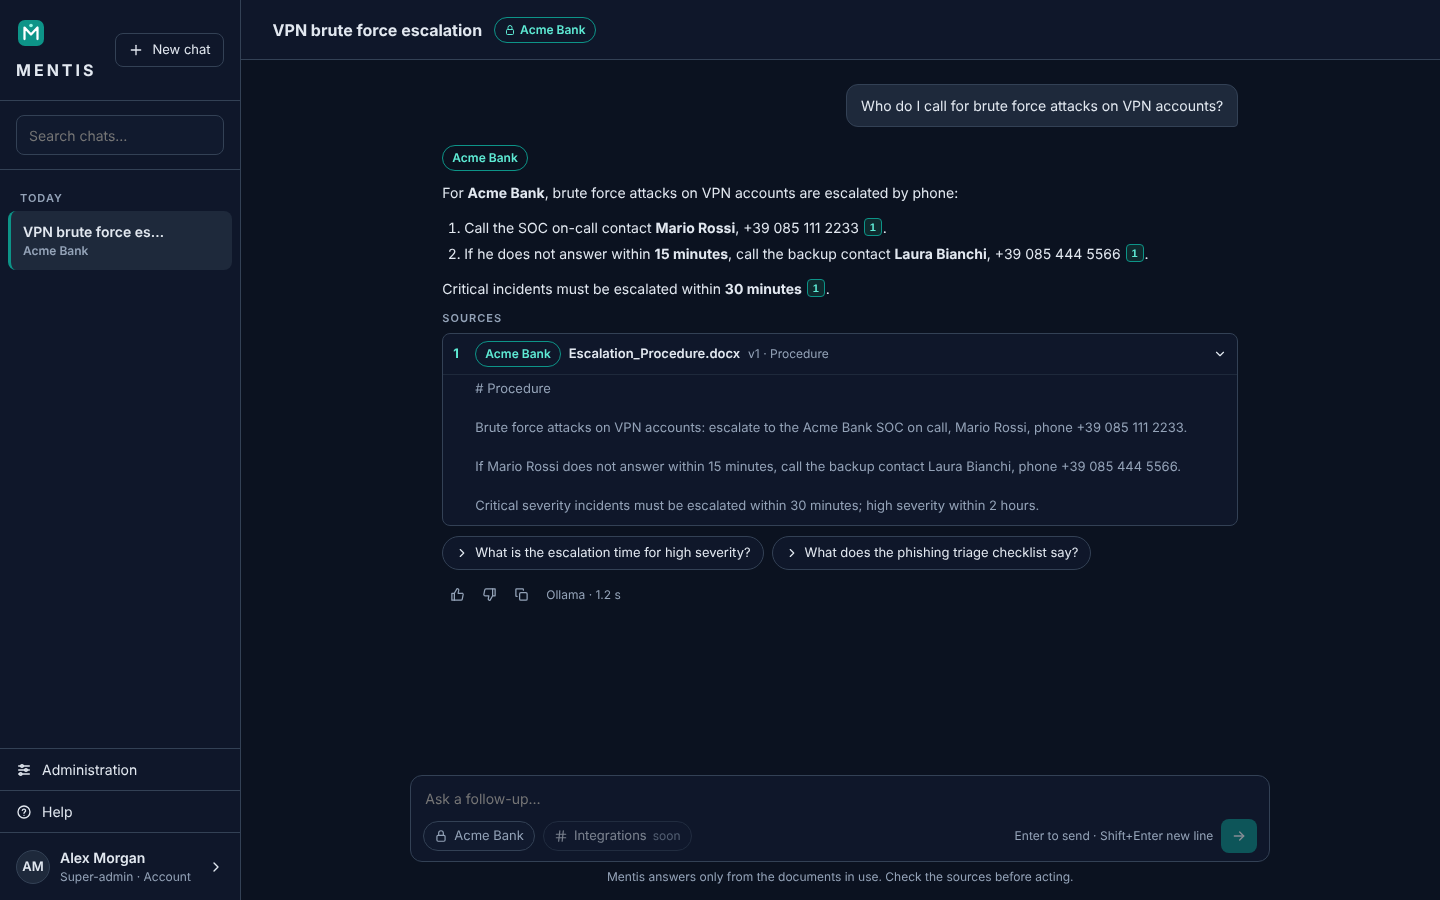 MENTIS
New chat
Search chats...
TODAY
VPN brute force es...
Acme Bank
Administration
Help
AM
Alex Morgan
Super-admin · Account
VPN brute force escalation
Acme Bank
Who do I call for brute force attacks on VPN accounts?
Acme Bank
For Acme Bank, brute force attacks on VPN accounts are escalated by phone:
1. Call the SOC on-call contact Mario Rossi, +39 085 111 2233 1.
2. If he does not answer within 15 minutes, call the backup contact Laura Bianchi, +39 085 444 5566 1.
Critical incidents must be escalated within 30 minutes 1.
SOURCES
1 Acme Bank Escalation_Procedure.docx v1 · Procedure
# Procedure
Brute force attacks on VPN accounts: escalate to the Acme Bank SOC on call, Mario Rossi, phone +39 085 111 2233.
If Mario Rossi does not answer within 15 minutes, call the backup contact Laura Bianchi, phone +39 085 444 5566.
Critical severity incidents must be escalated within 30 minutes; high severity within 2 hours.
What is the escalation time for high severity?
What does the phishing triage checklist say?
Ollama · 1.2 s
Ask a follow-up...
Acme Bank
Integrations soon
Enter to send · Shift+Enter new line
Mentis answers only from the documents in use. Check the sources before acting.